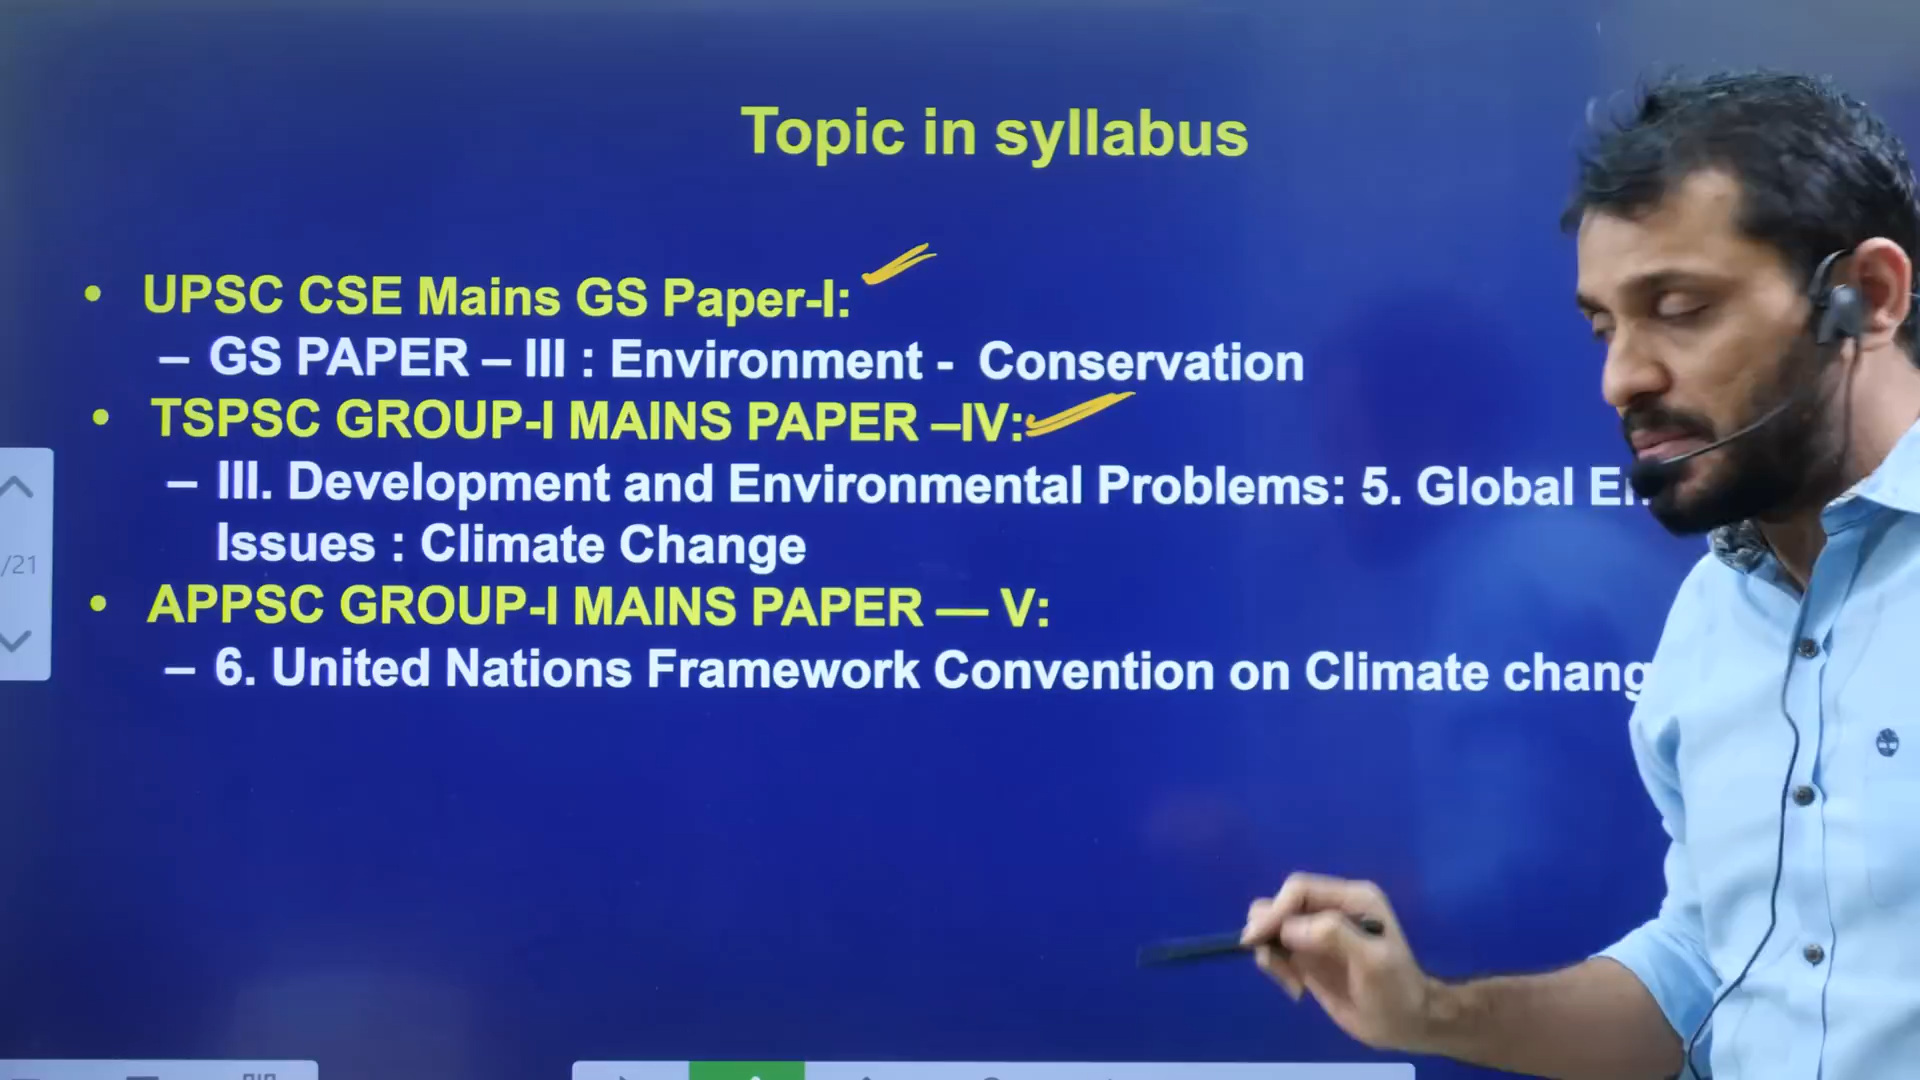 Topic in syllabus
• UPSC CSE Mains GS Paper-I:
– GS PAPER – III : Environment - Conservation
• TSPSC GROUP-I MAINS PAPER –IV:
– III. Development and Environmental Problems: 5. Global
Issues : Climate Change
• APPSC GROUP-I MAINS PAPER — V:
– 6. United Nations Framework Convention on Climate chang
/21